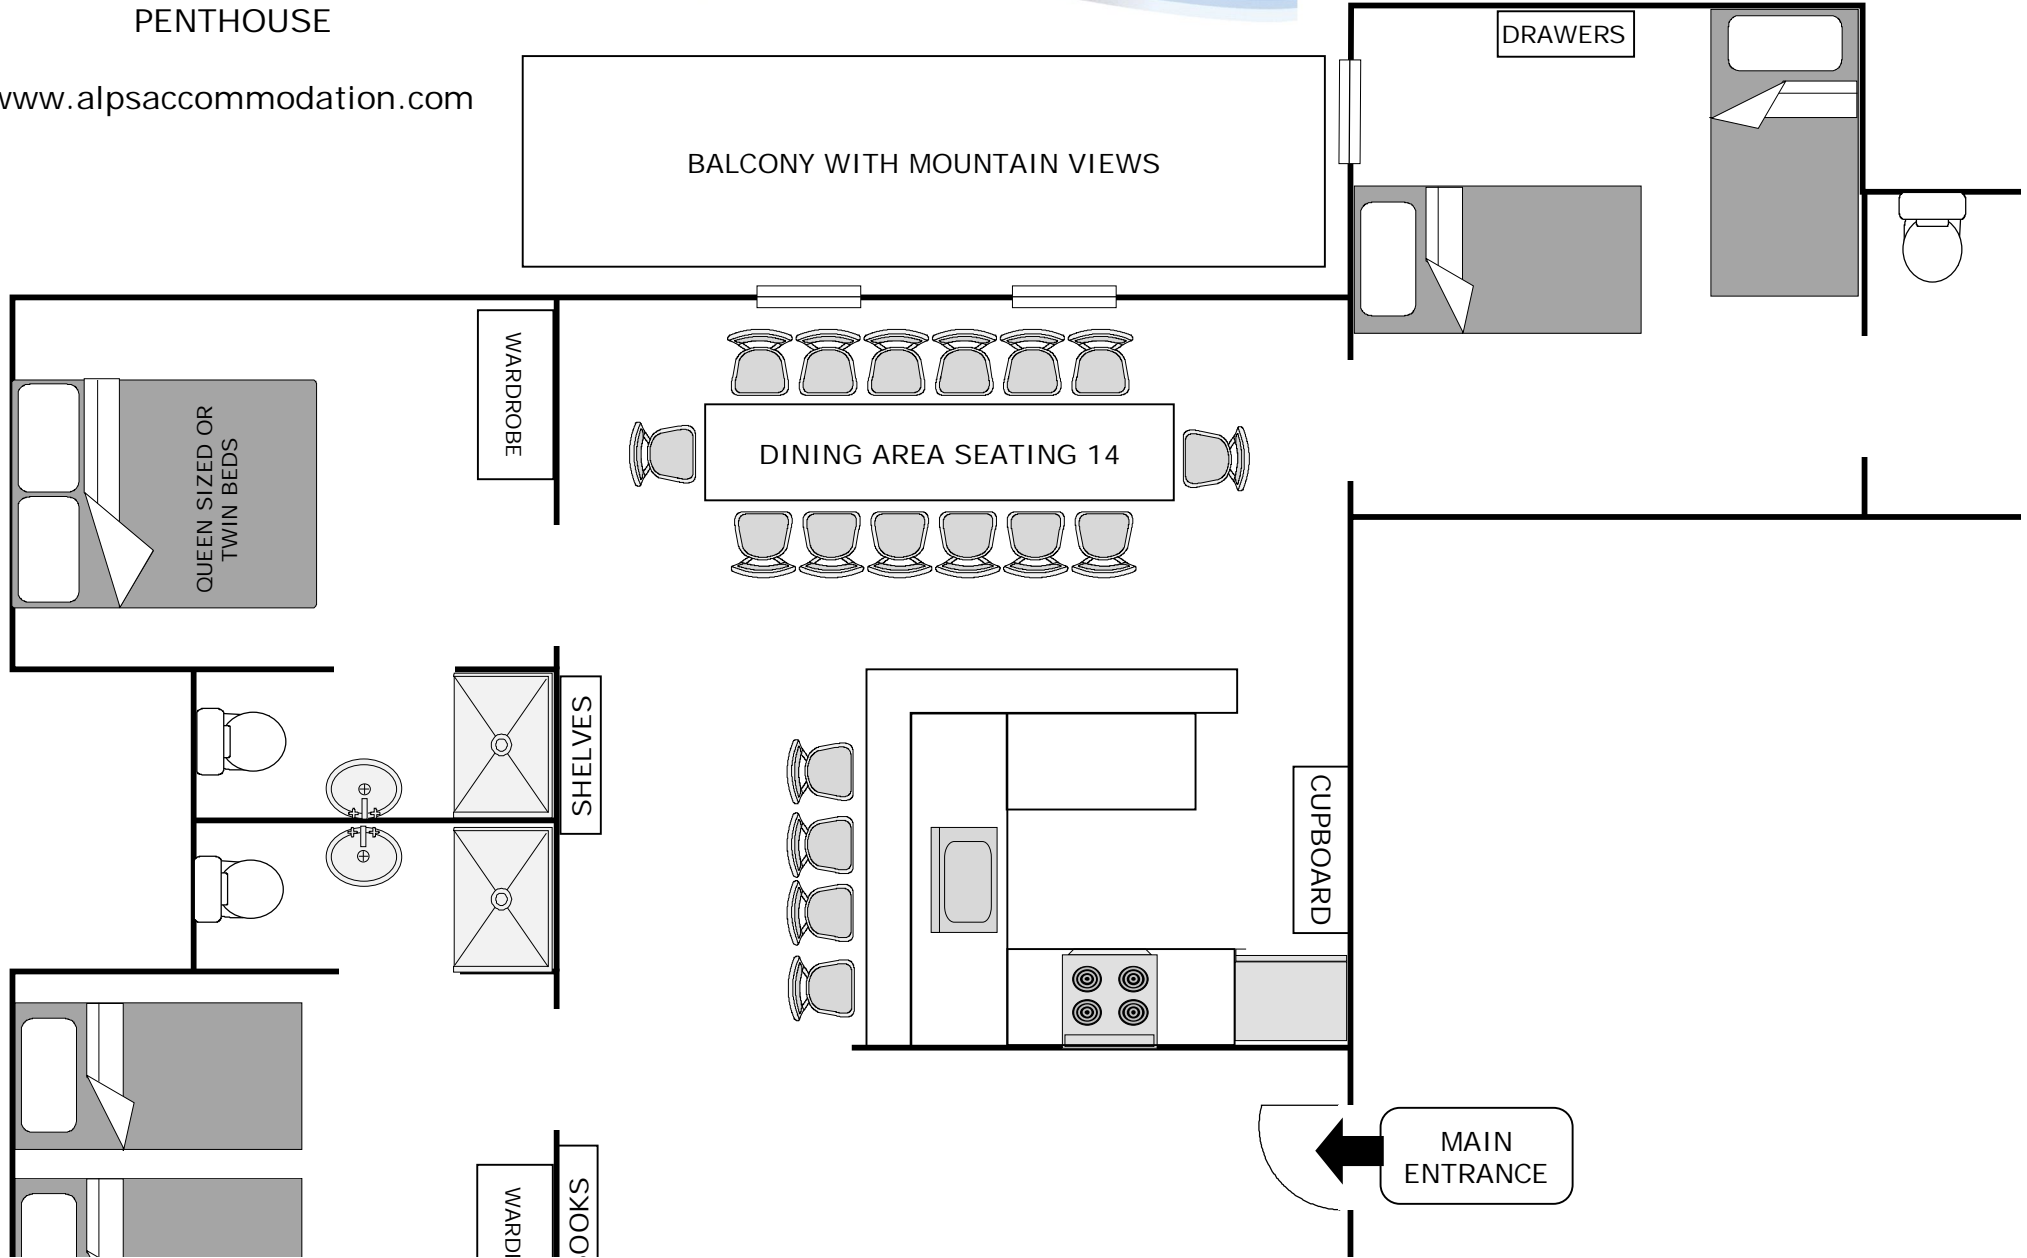 PENTHOUSE
www.alpsaccommodation.com
DRAWERS
BALCONY WITH MOUNTAIN VIEWS
WARDROBE
QUEEN SIZED OR
TWIN BEDS
DINING AREA SEATING 14
SHELVES
CUPBOARD
MAIN
ENTRANCE